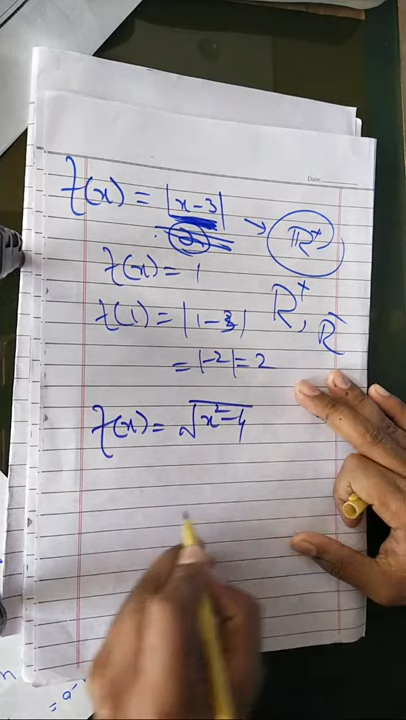 Date:
f(x) = |x-3| → ℝ⁺
f(x) = 1
f(1) = |1-3| R⁺, R⁻
= |-2| = 2
f(x) = √x²-4